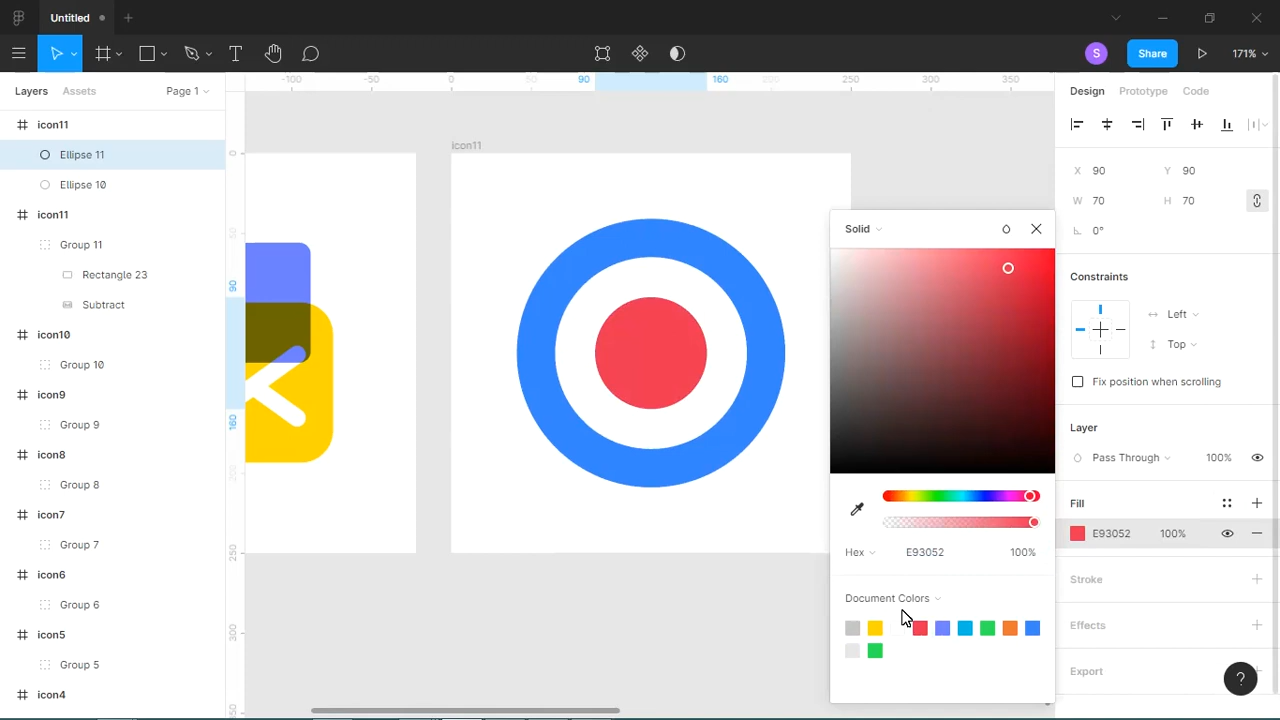 Untitled
S
Share
171%
Layers
Assets
Page 1
-100
-50
0
50
90
160
200
250
300
350
Design
Prototype
Code
icon11
Ellipse 11
Ellipse 10
icon11
Group 11
Rectangle 23
Subtract
icon10
Group 10
icon9
Group 9
icon8
Group 8
icon7
Group 7
icon6
Group 6
icon5
Group 5
icon4
icon11
0
50
90
160
200
250
300
350
Solid
Hex
E93052
100%
Document Colors
X 90
Y 90
W 70
H 70
0°
Constraints
Left
Top
Fix position when scrolling
Layer
Pass Through
100%
Fill
E93052
100%
Stroke
Effects
Export
?